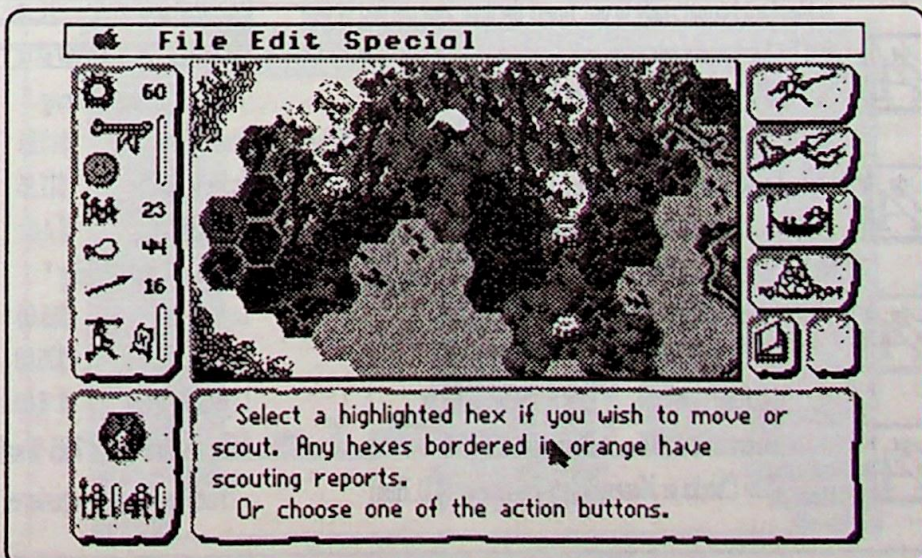 File Edit Special
60
23
44
16
Select a highlighted hex if you wish to move or
scout. Any hexes bordered in orange have
scouting reports.
Or choose one of the action buttons.